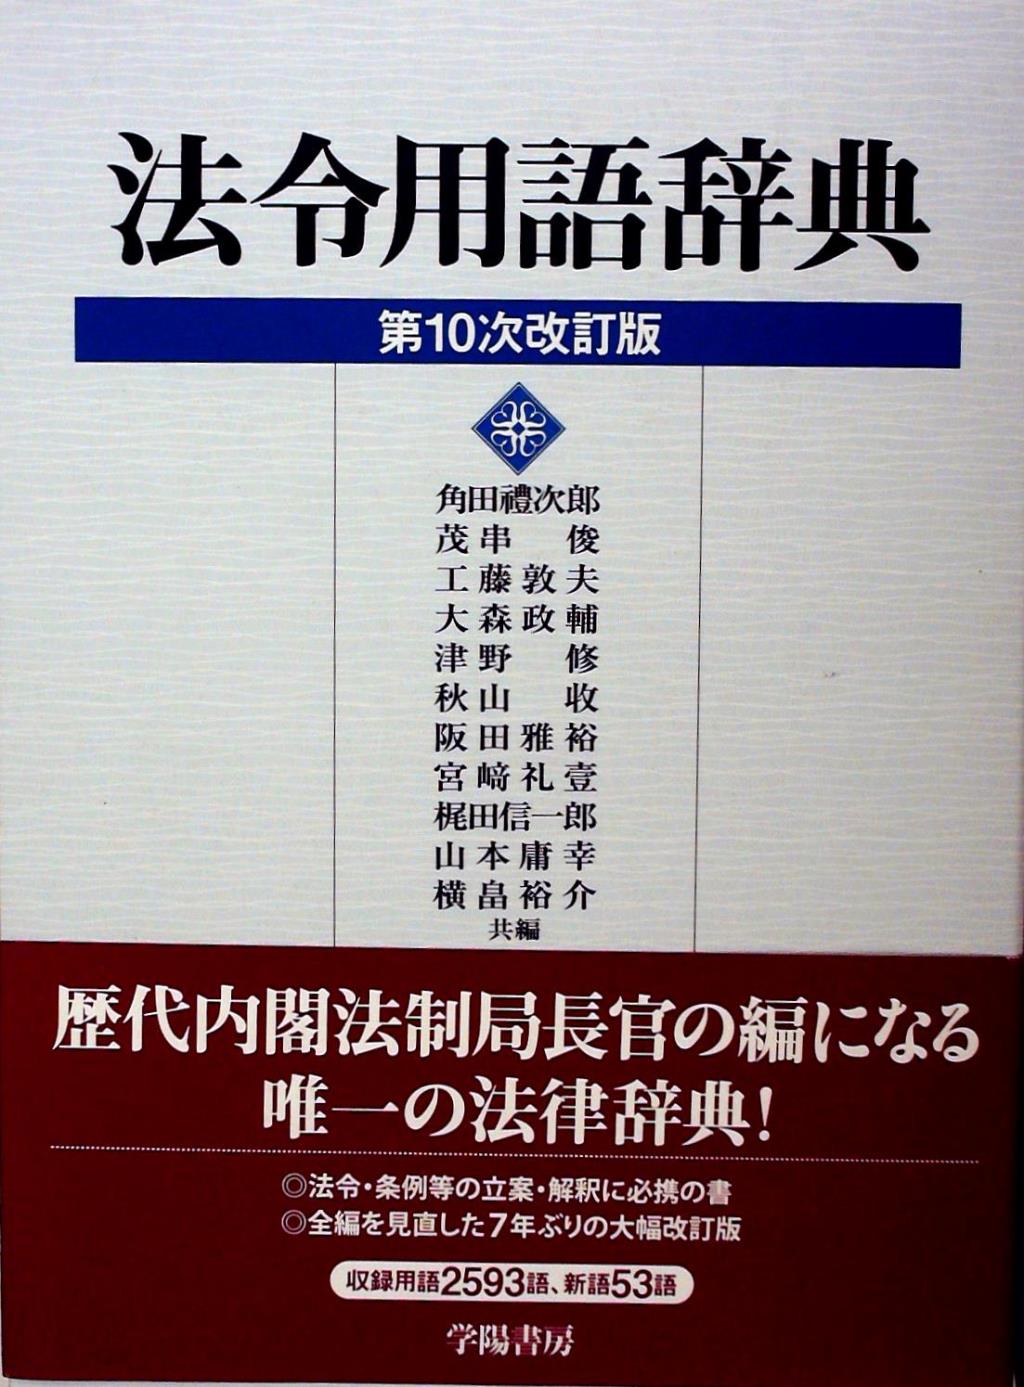 法令用語辞典
第10次改訂版
角田禮次郎
茂串 俊
工藤敦夫
大森政輔
津野 修
秋山 收
阪田雅裕
宮﨑礼壹
梶田信一郎
山本庸幸
横畠裕介
共編
歴代内閣法制局長官の編になる
唯一の法律辞典!
◎法令・条例等の立案・解釈に必携の書
◎全編を見直した7年ぶりの大幅改訂版
収録用語2593語、新語53語
学陽書房